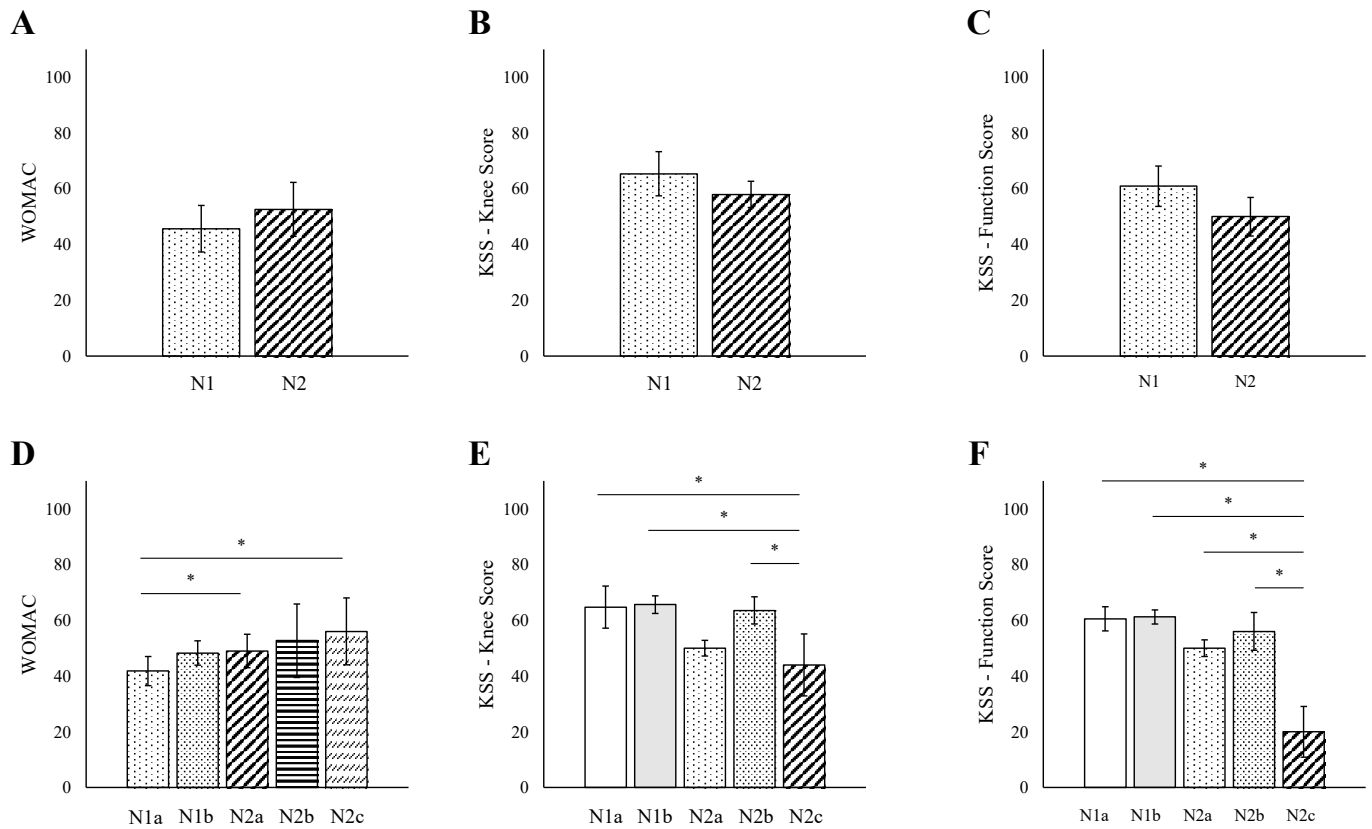 A
WOMAC
100
80
60
40
20
0
N1
N2
B
KSS - Knee Score
100
80
60
40
20
0
N1
N2
C
KSS - Function Score
100
80
60
40
20
0
N1
N2
D
WOMAC
100
80
60
40
20
0
*
*
N1a
N1b
N2a
N2b
N2c
E
KSS - Knee Score
100
80
60
40
20
0
*
*
*
N1a
N1b
N2a
N2b
N2c
F
KSS - Function Score
100
80
60
40
20
0
*
*
*
*
N1a
N1b
N2a
N2b
N2c